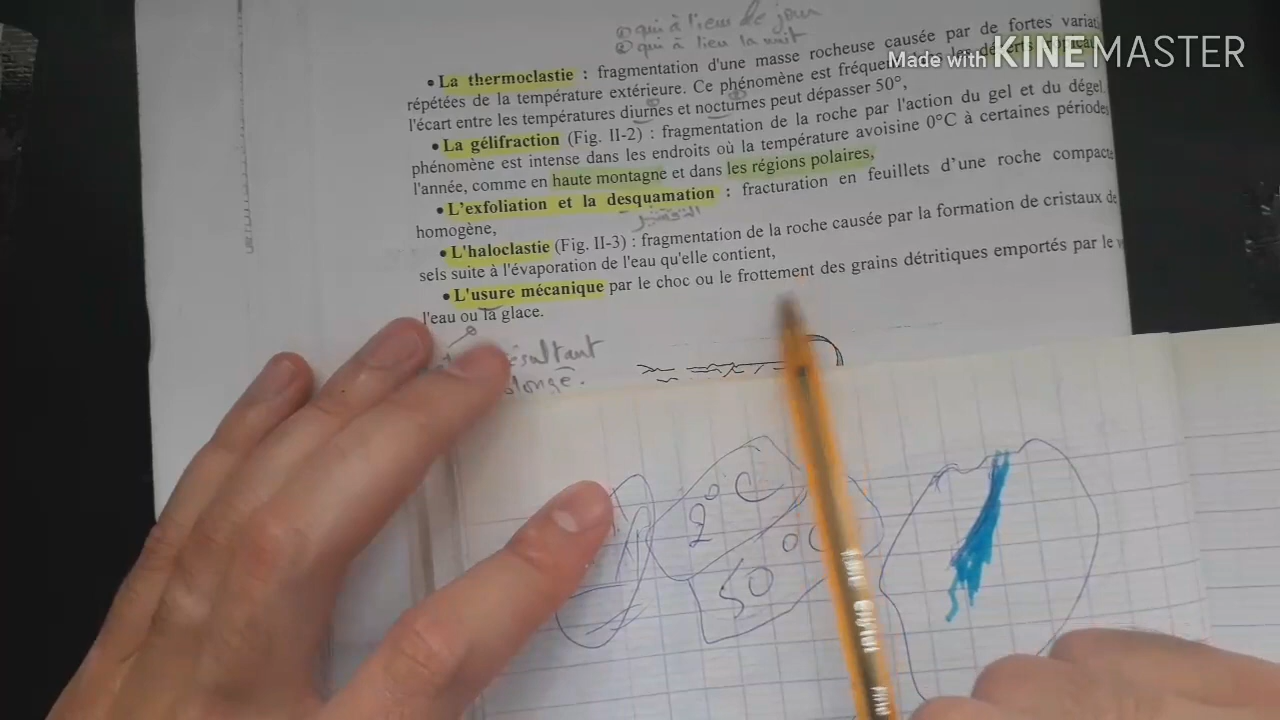 ① qui à lieu le jour
② qui à lieu la nuit
Made with KINEMASTER
• La thermoclastie : fragmentation d'une masse rocheuse causée par de fortes variat
répétées de la température extérieure. Ce phénomène est fréquent les déserts
l'écart entre les températures diurnes et nocturnes peut dépasser 50°,
• La gélifraction (Fig. II-2) : fragmentation de la roche par l'action du gel et du dégel.
phénomène est intense dans les endroits où la température avoisine 0°C à certaines période
l'année, comme en haute montagne et dans les régions polaires,
• L'exfoliation et la desquamation : fracturation en feuillets d'une roche compacte
homogène,
• L'haloclastie (Fig. II-3) : fragmentation de la roche causée par la formation de cristaux de
sels suite à l'évaporation de l'eau qu'elle contient,
• L'usure mécanique par le choc ou le frottement des grains détritiques emportés par le v
l'eau ou la glace.
ésultant
olongé.
2 °C
50 °C